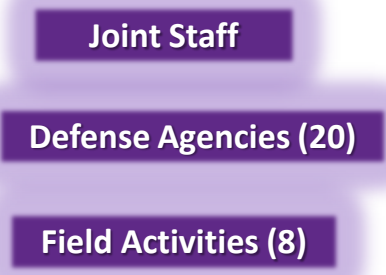 Joint Staff
Defense Agencies (20)
Field Activities (8)